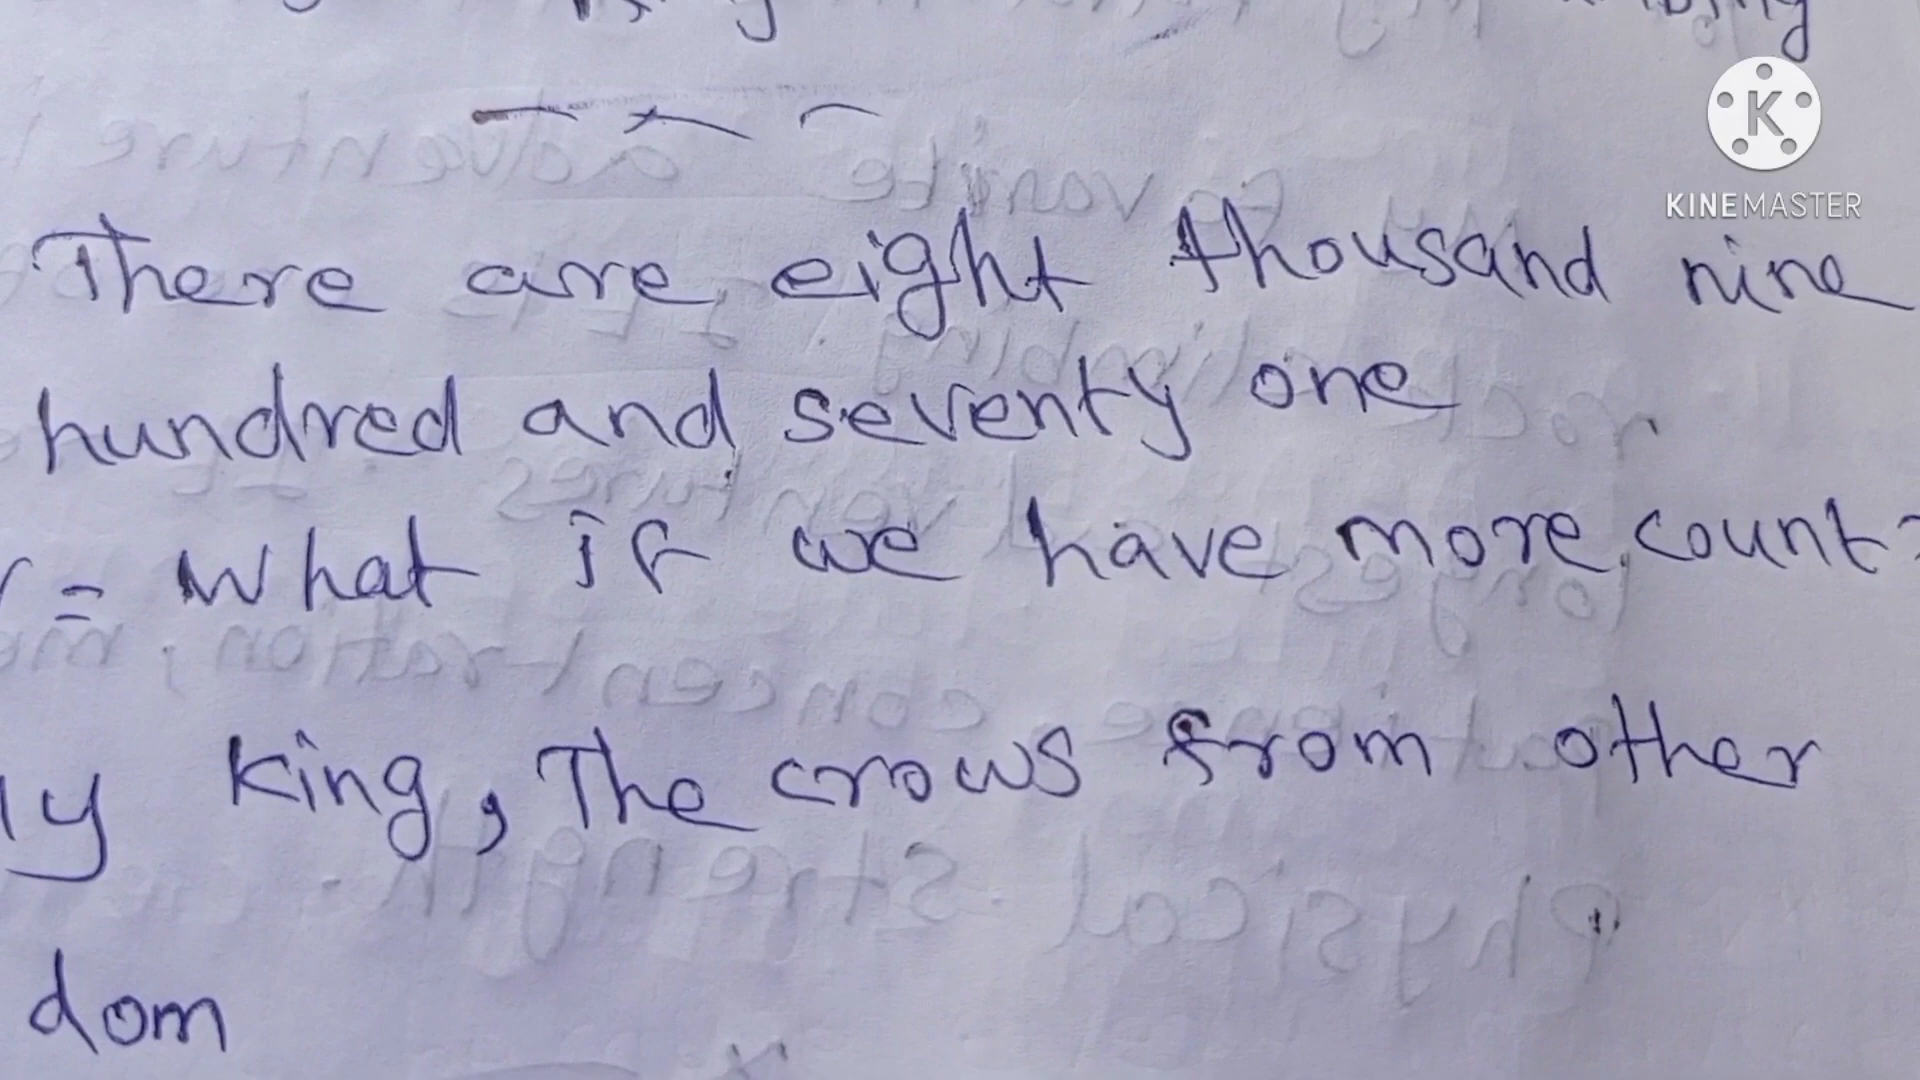 KINEMASTER
There are eight thousand nine
hundred and seventy one
= What if we have more count?
King, The crows from other
dom